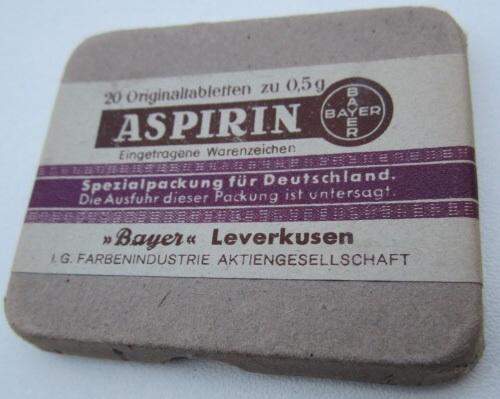 20 Originaltabletten zu 0,5 g
ASPIRIN
BAYER
BAYER
Eingetragene Warenzeichen
Spezialpackung für Deutschland.
Die Ausfuhr dieser Packung ist untersagt.
»Bayer« Leverkusen
I. G. FARBENINDUSTRIE AKTIENGESELLSCHAFT